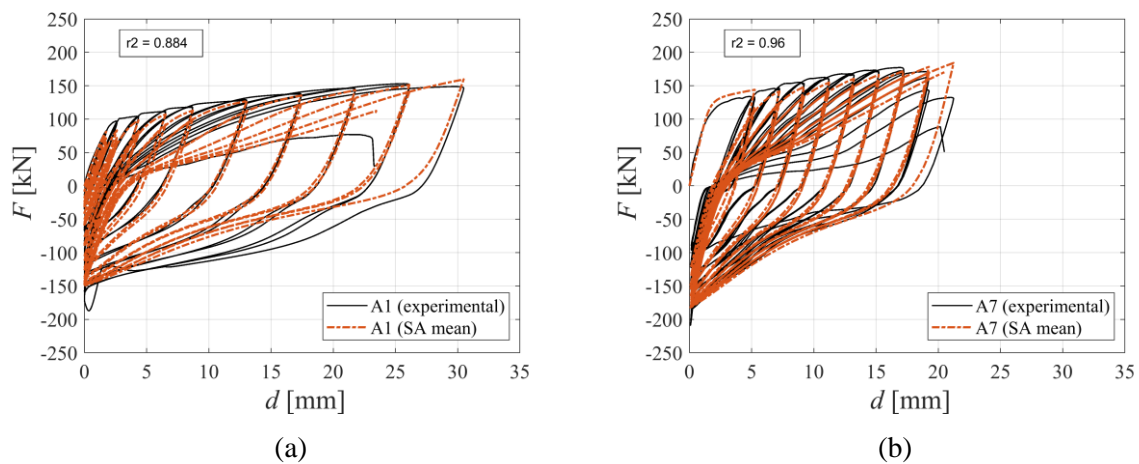 250
200
150
100
50
0
-50
-100
-150
-200
-250
F [kN]
r2 = 0.884
A1 (experimental)
A1 (SA mean)
0 5 10 15 20 25 30 35
d [mm]
(a)
250
200
150
100
50
0
-50
-100
-150
-200
-250
F [kN]
r2 = 0.96
A7 (experimental)
A7 (SA mean)
0 5 10 15 20 25 30 35
d [mm]
(b)